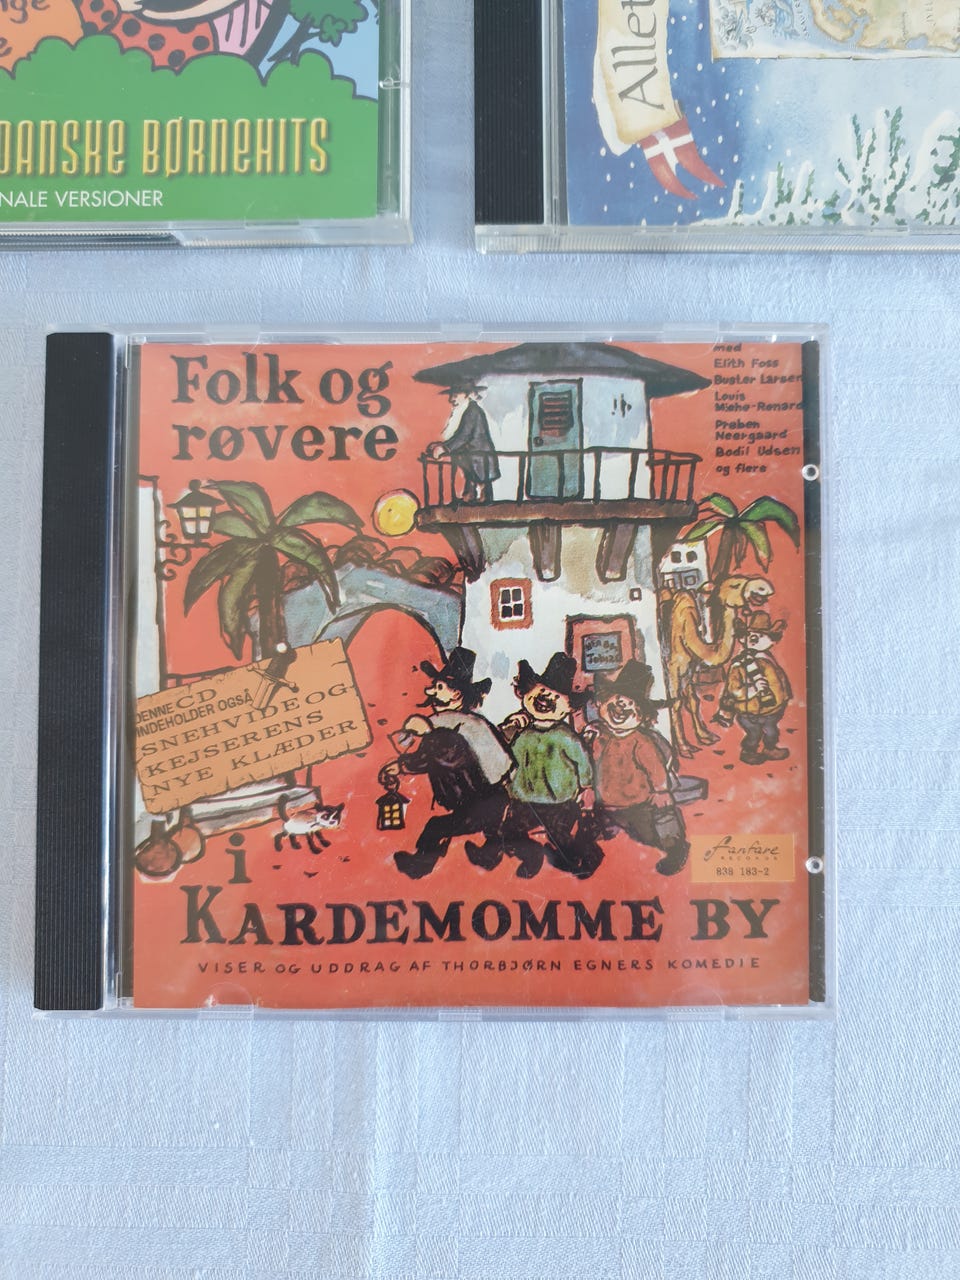 DANSKE BØRNEHITS
NALE VERSIONER
Allet
Folk og
røvere
med
Elith Foss
Buster Larsen
Louis
Miehe-Renard
Preben
Neergaard
Bodil Udsen
og flere
DENNE CD
INDEHOLDER OGSÅ
SNEHVIDE OG
KEJSERENS
NYE KLÆDER
fanfare
RECORDS
838 183-2
i
KARDEMOMME BY
VISER OG UDDRAG AF THORBJØRN EGNERS KOMEDIE